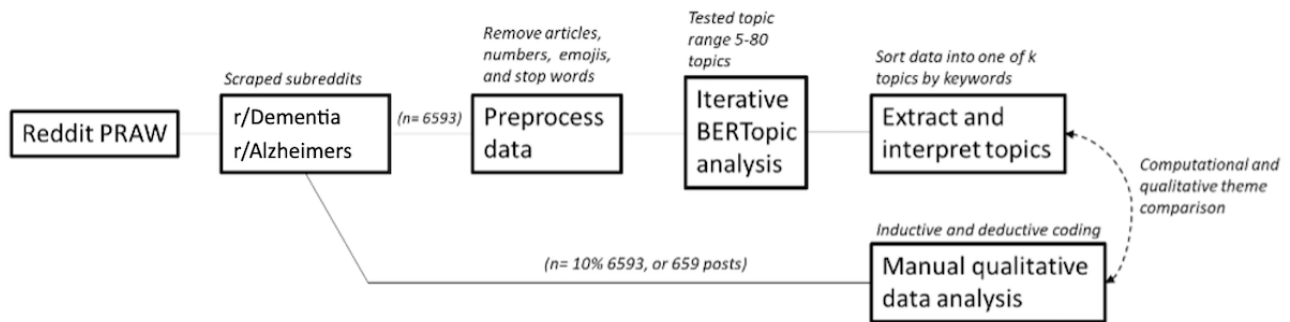 Reddit PRAW
Scraped subreddits
r/Dementia
r/Alzheimers
(n= 6593)
Remove articles,
numbers, emojis,
and stop words
Preprocess
data
Tested topic
range 5-80
topics
Iterative
BERTopic
analysis
Sort data into one of k
topics by keywords
Extract and
interpret topics
Computational and
qualitative theme
comparison
(n= 10% 6593, or 659 posts)
Inductive and deductive coding
Manual qualitative
data analysis